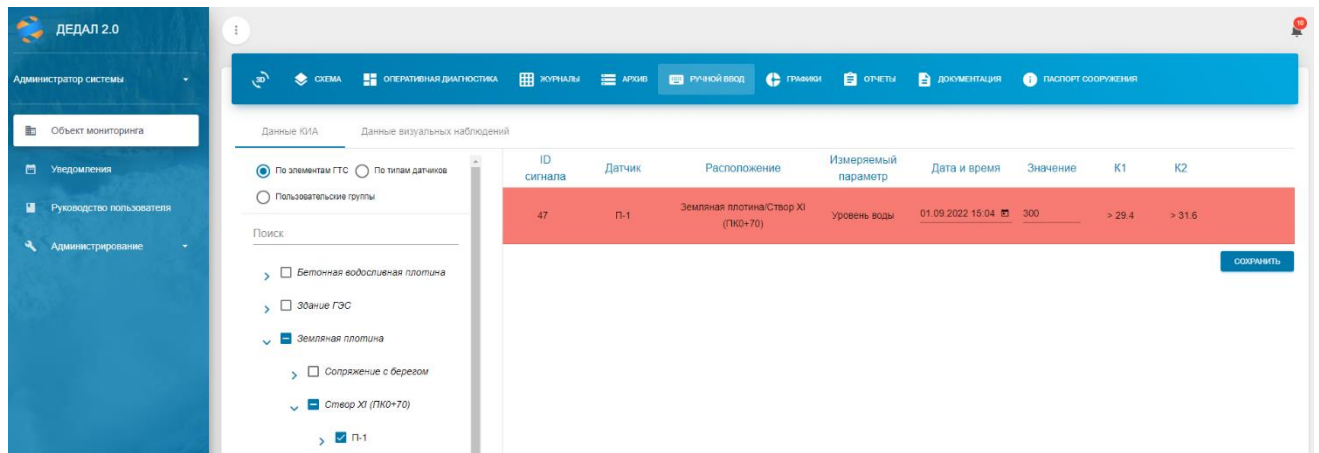 ДЕДАЛ 2.0
10
Администратор системы
3D СХЕМА ОПЕРАТИВНАЯ ДИАГНОСТИКА ЖУРНАЛЫ АРХИВ РУЧНОЙ ВВОД ГРАФИКИ ОТЧЕТЫ ДОКУМЕНТАЦИЯ ПАСПОРТ СООРУЖЕНИЯ
Объект мониторинга
Уведомления
Руководство пользователя
Администрирование
Данные КИА Данные визуальных наблюдений
По элементам ГТС По типам датчиков
Пользовательские группы
Поиск
Бетонная водосливная плотина
Здание ГЭС
Земляная плотина
Сопряжение с берегом
Створ XI (ПК0+70)
П-1
ID сигнала Датчик Расположение Измеряемый параметр Дата и время Значение К1 К2
47 П-1 Земляная плотина/Створ XI (ПК0+70) Уровень воды 01.09.2022 15:04 300 > 29.4 > 31.6
СОХРАНИТЬ